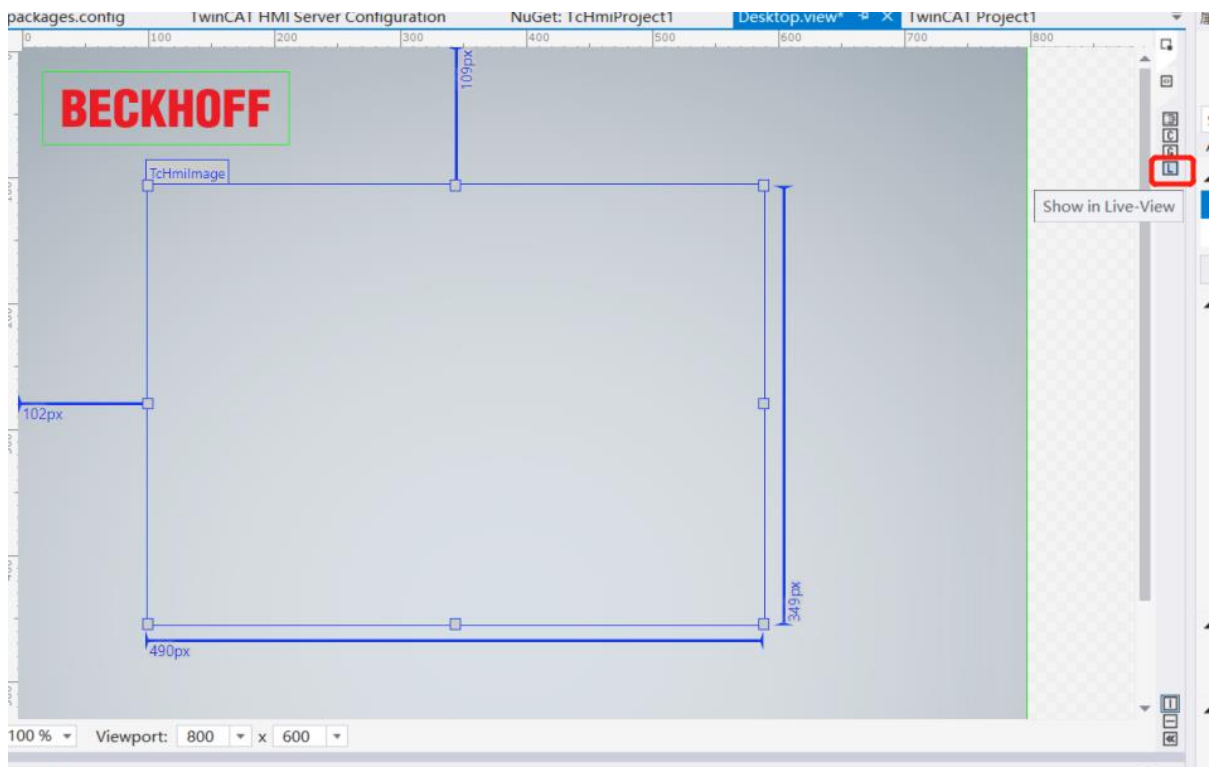 packages.config TwinCAT HMI Server Configuration NuGet: TcHmiProject1 Desktop.view* TwinCAT Project1
0 100 200 300 400 500 600 700 800
109px
BECKHOFF
TcHmiImage
L
Show in Live-View
102px
349px
490px
100 % Viewport: 800 x 600